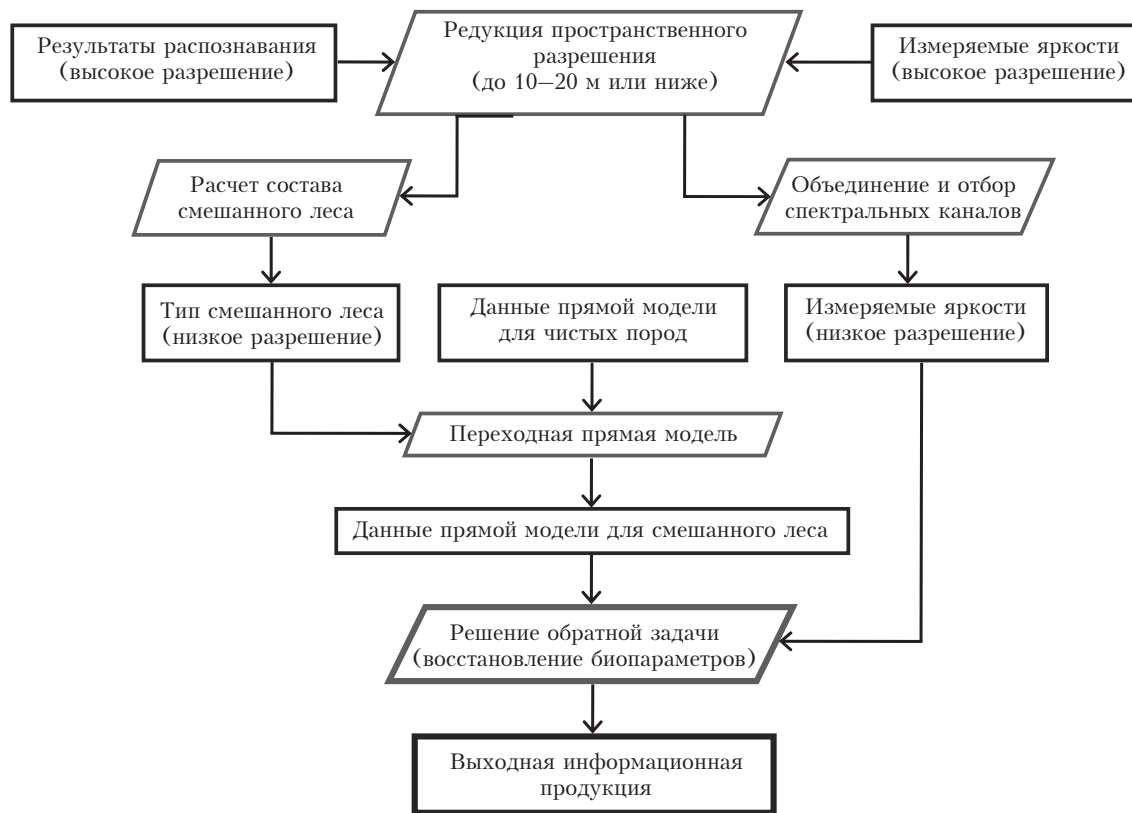 Результаты распознавания
(высокое разрешение)
Редукция пространственного
разрешения
(до 10–20 м или ниже)
Измеряемые яркости
(высокое разрешение)
Расчет состава
смешанного леса
Объединение и отбор
спектральных каналов
Тип смешанного леса
(низкое разрешение)
Данные прямой модели
для чистых пород
Измеряемые яркости
(низкое разрешение)
Переходная прямая модель
Данные прямой модели для смешанного леса
Решение обратной задачи
(восстановление биопараметров)
Выходная информационная
продукция